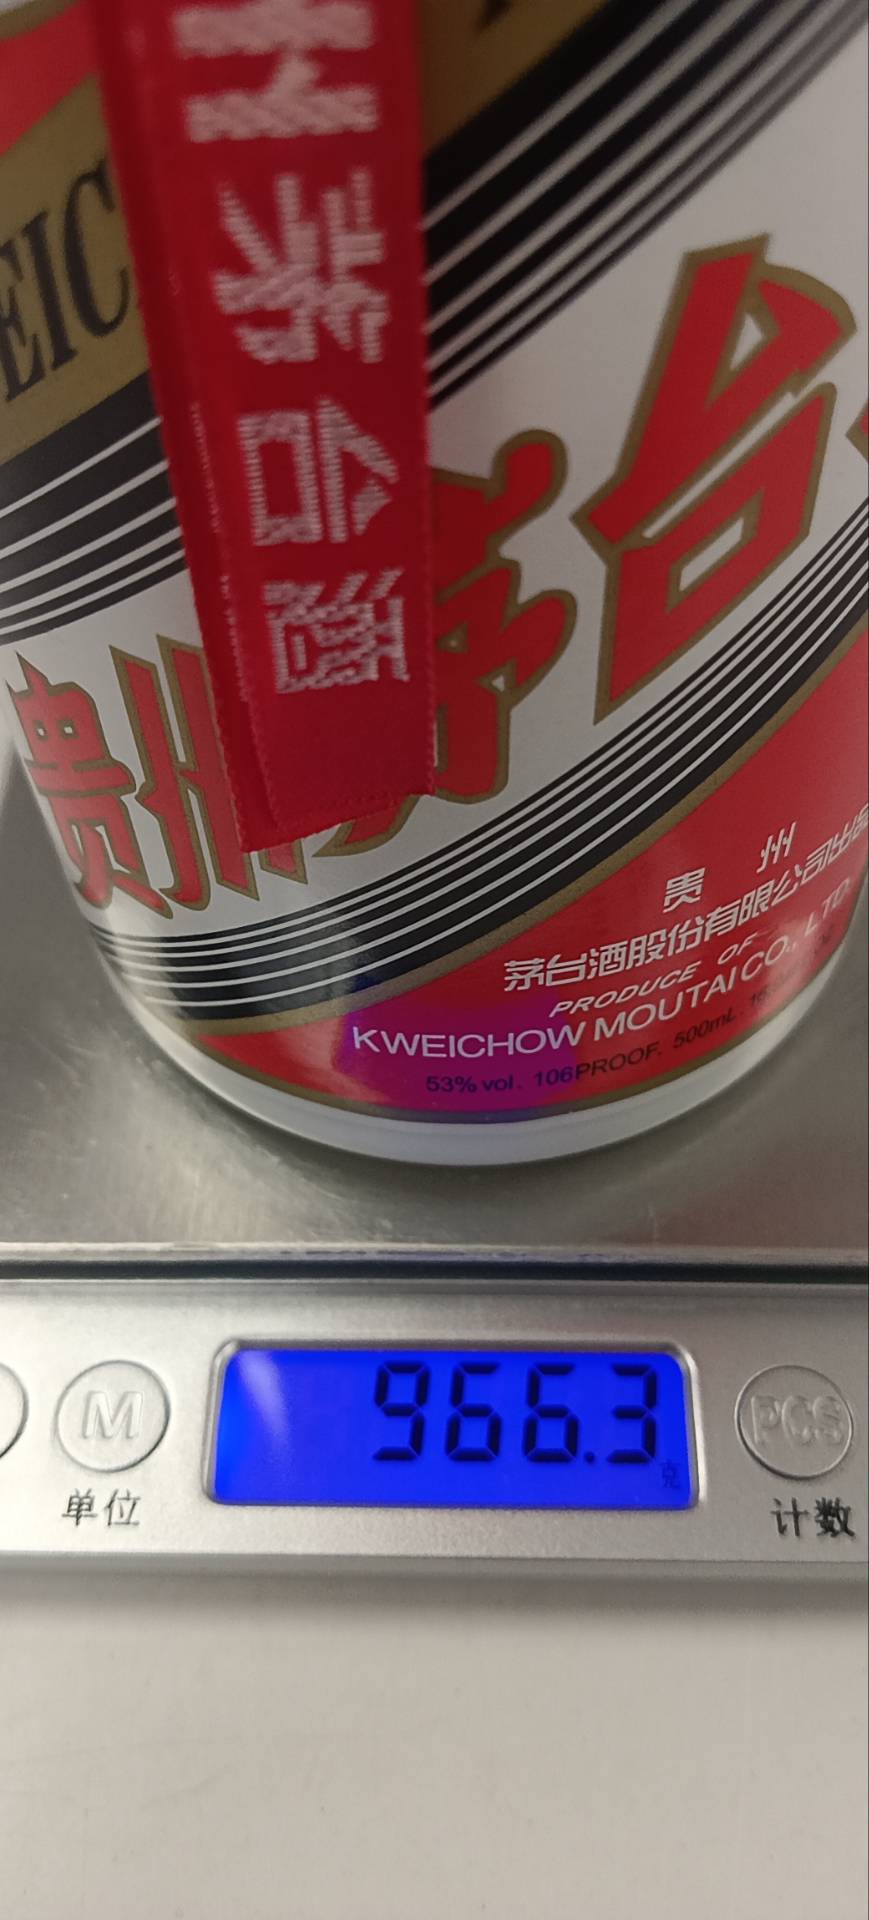 茅台酒
EIC
贵州茅台
贵州
茅台酒股份有限公司出品
PRODUCE OF
KWEICHOW MOUTAI CO., LTD.
53% vol. 106PROOF. 500mL.
966.3
克
M
PCS
单位
计数